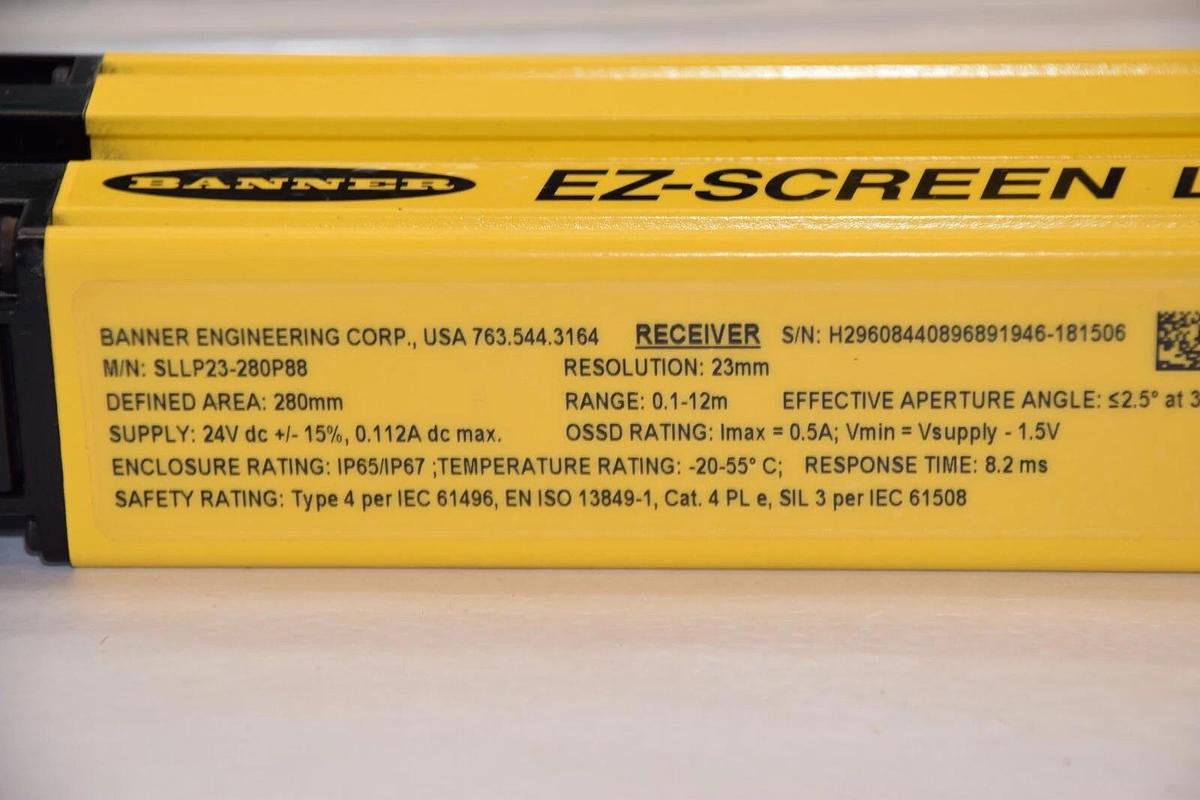 BANNER EZ-SCREEN
BANNER ENGINEERING CORP., USA 763.544.3164 RECEIVER S/N: H29608440896891946-181506
M/N: SLLP23-280P88 RESOLUTION: 23mm
DEFINED AREA: 280mm RANGE: 0.1-12m EFFECTIVE APERTURE ANGLE: ≤2.5° at 3
SUPPLY: 24V dc +/- 15%, 0.112A dc max. OSSD RATING: Imax = 0.5A; Vmin = Vsupply - 1.5V
ENCLOSURE RATING: IP65/IP67 ;TEMPERATURE RATING: -20-55° C; RESPONSE TIME: 8.2 ms
SAFETY RATING: Type 4 per IEC 61496, EN ISO 13849-1, Cat. 4 PL e, SIL 3 per IEC 61508